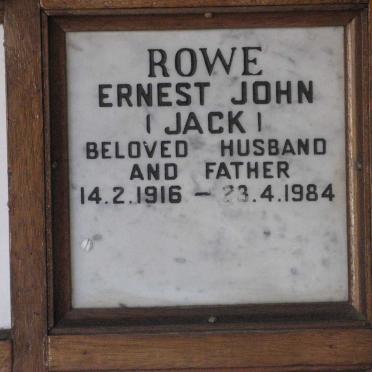 ROWE
ERNEST JOHN
(JACK)
BELOVED HUSBAND
AND FATHER
14.2.1916 – 23.4.1984